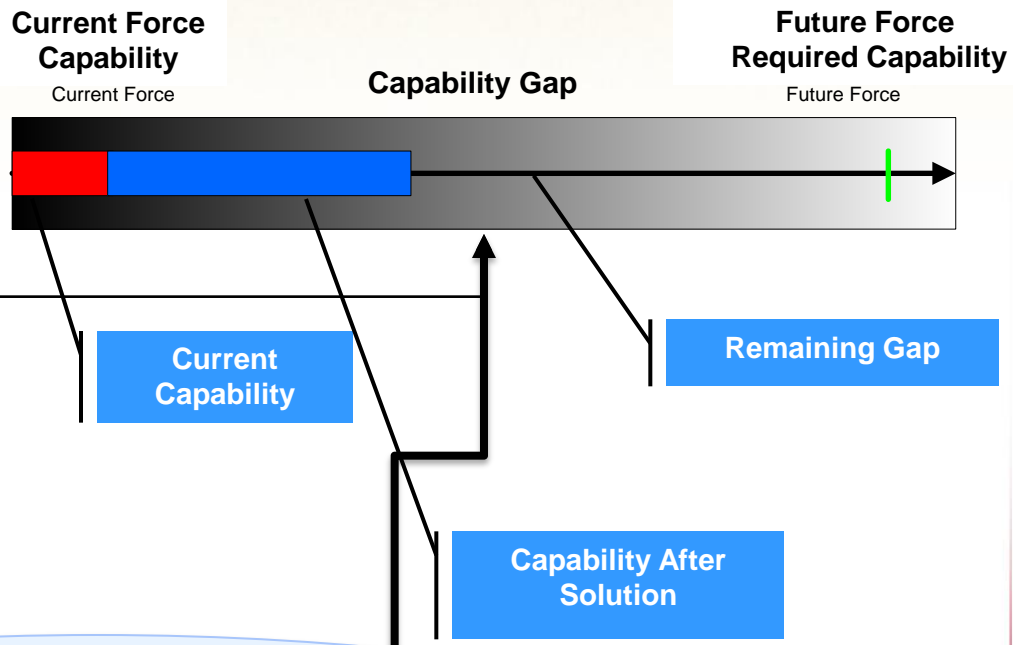 Current Force
Capability
Current Force
Capability Gap
Future Force
Required Capability
Future Force
Current
Capability
Remaining Gap
Capability After
Solution